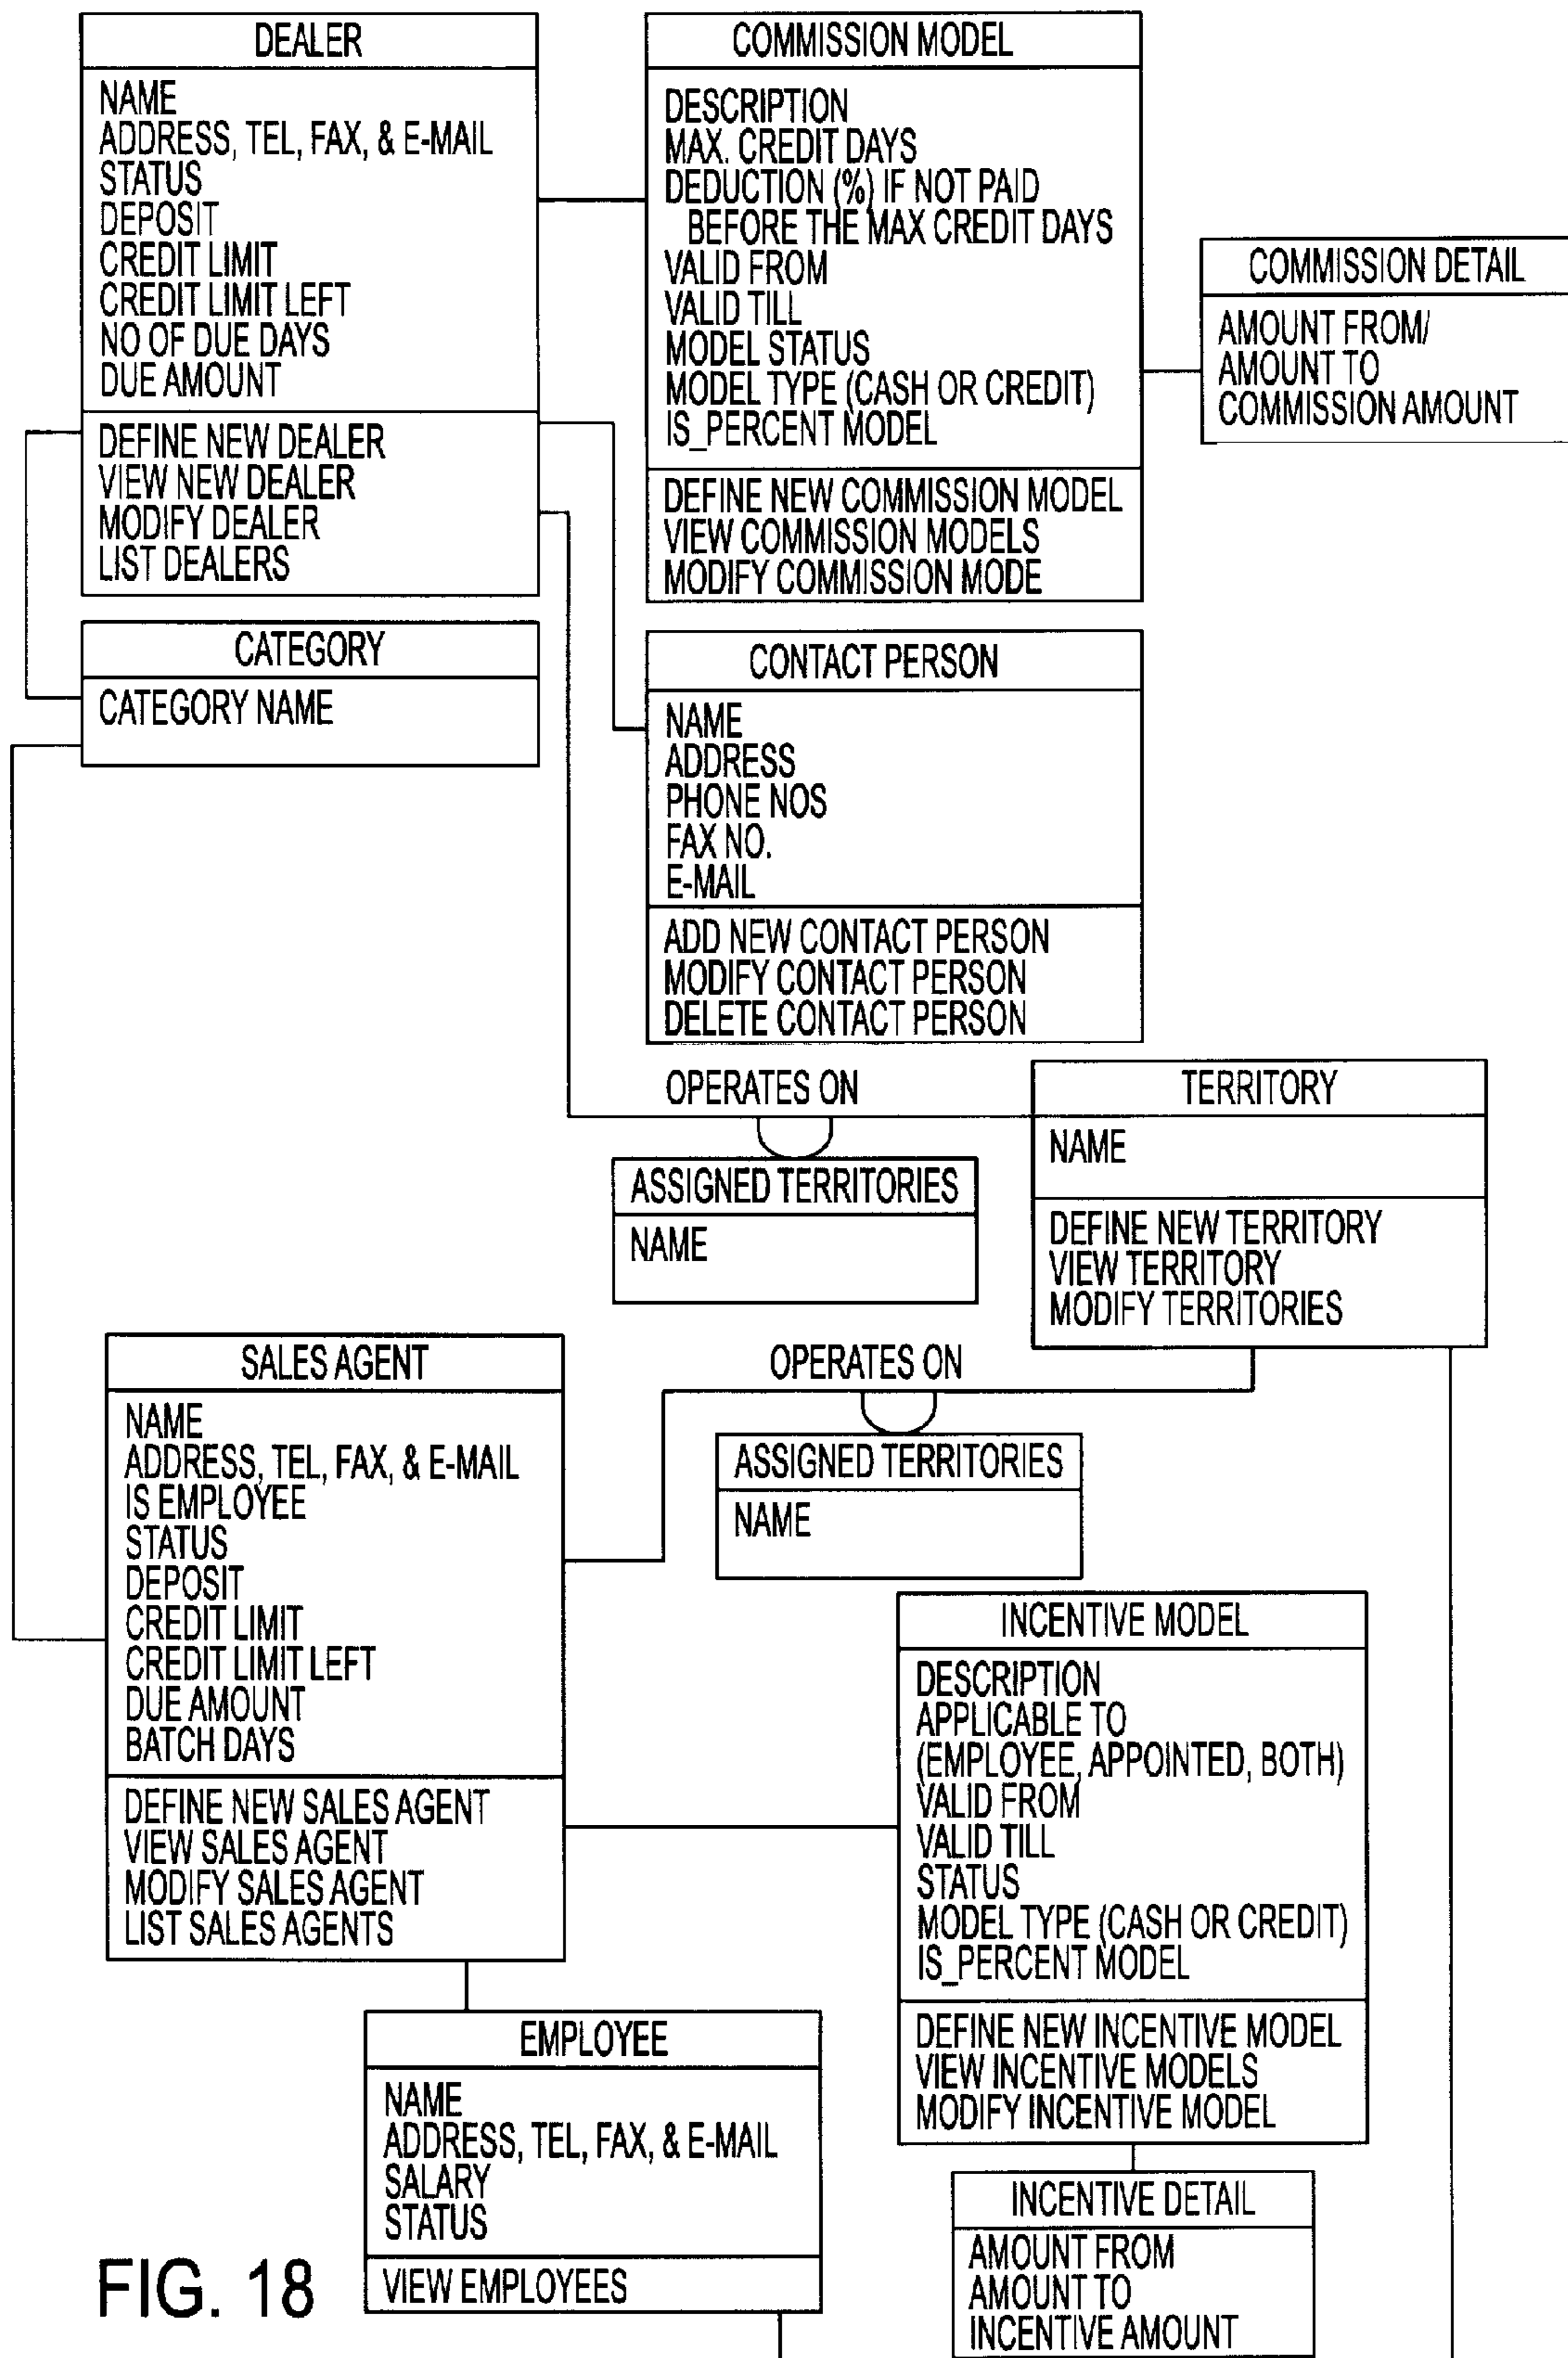 DEALER
NAME
ADDRESS, TEL, FAX, & E-MAIL
STATUS
DEPOSIT
CREDIT LIMIT
CREDIT LIMIT LEFT
NO OF DUE DAYS
DUE AMOUNT
DEFINE NEW DEALER
VIEW NEW DEALER
MODIFY DEALER
LIST DEALERS
COMMISSION MODEL
DESCRIPTION
MAX. CREDIT DAYS
DEDUCTION (%) IF NOT PAID
BEFORE THE MAX CREDIT DAYS
VALID FROM
VALID TILL
MODEL STATUS
MODEL TYPE (CASH OR CREDIT)
IS_PERCENT MODEL
DEFINE NEW COMMISSION MODEL
VIEW COMMISSION MODELS
MODIFY COMMISSION MODE
COMMISSION DETAIL
AMOUNT FROM/
AMOUNT TO
COMMISSION AMOUNT
CATEGORY
CATEGORY NAME
CONTACT PERSON
NAME
ADDRESS
PHONE NOS
FAX NO.
E-MAIL
ADD NEW CONTACT PERSON
MODIFY CONTACT PERSON
DELETE CONTACT PERSON
OPERATES ON
ASSIGNED TERRITORIES
NAME
TERRITORY
NAME
DEFINE NEW TERRITORY
VIEW TERRITORY
MODIFY TERRITORIES
SALES AGENT
NAME
ADDRESS, TEL, FAX, & E-MAIL
IS EMPLOYEE
STATUS
DEPOSIT
CREDIT LIMIT
CREDIT LIMIT LEFT
DUE AMOUNT
BATCH DAYS
DEFINE NEW SALES AGENT
VIEW SALES AGENT
MODIFY SALES AGENT
LIST SALES AGENTS
OPERATES ON
ASSIGNED TERRITORIES
NAME
INCENTIVE MODEL
DESCRIPTION
APPLICABLE TO
(EMPLOYEE, APPOINTED, BOTH)
VALID FROM
VALID TILL
STATUS
MODEL TYPE (CASH OR CREDIT)
IS_PERCENT MODEL
DEFINE NEW INCENTIVE MODEL
VIEW INCENTIVE MODELS
MODIFY INCENTIVE MODEL
EMPLOYEE
NAME
ADDRESS, TEL, FAX, & E-MAIL
SALARY
STATUS
VIEW EMPLOYEES
INCENTIVE DETAIL
AMOUNT FROM
AMOUNT TO
INCENTIVE AMOUNT
FIG. 18